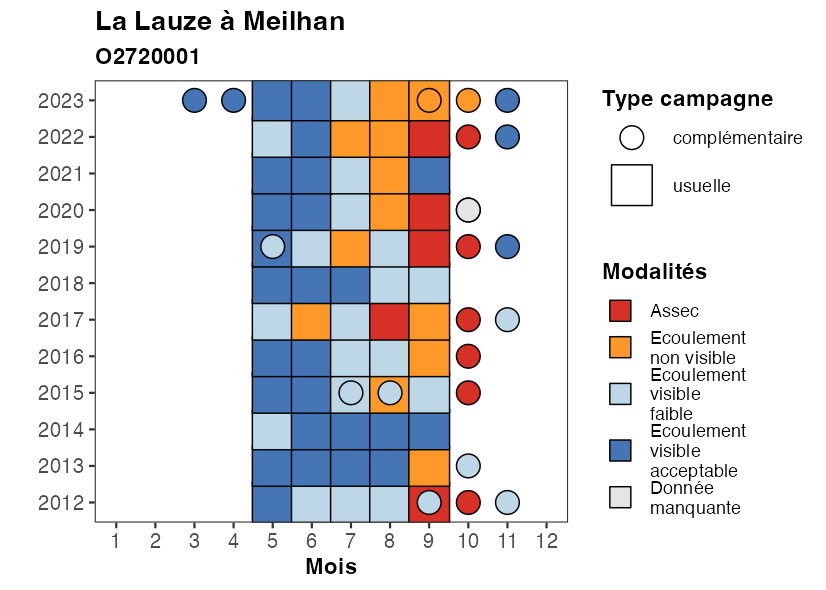 La Lauze à Meilhan
O2720001
2023
2022
2021
2020
2019
2018
2017
2016
2015
2014
2013
2012
1 2 3 4 5 6 7 8 9 10 11 12
Mois
Type campagne
complémentaire
usuelle
Modalités
Assec
Ecoulement
non visible
Ecoulement
visible
faible
Ecoulement
visible
acceptable
Donnée
manquante